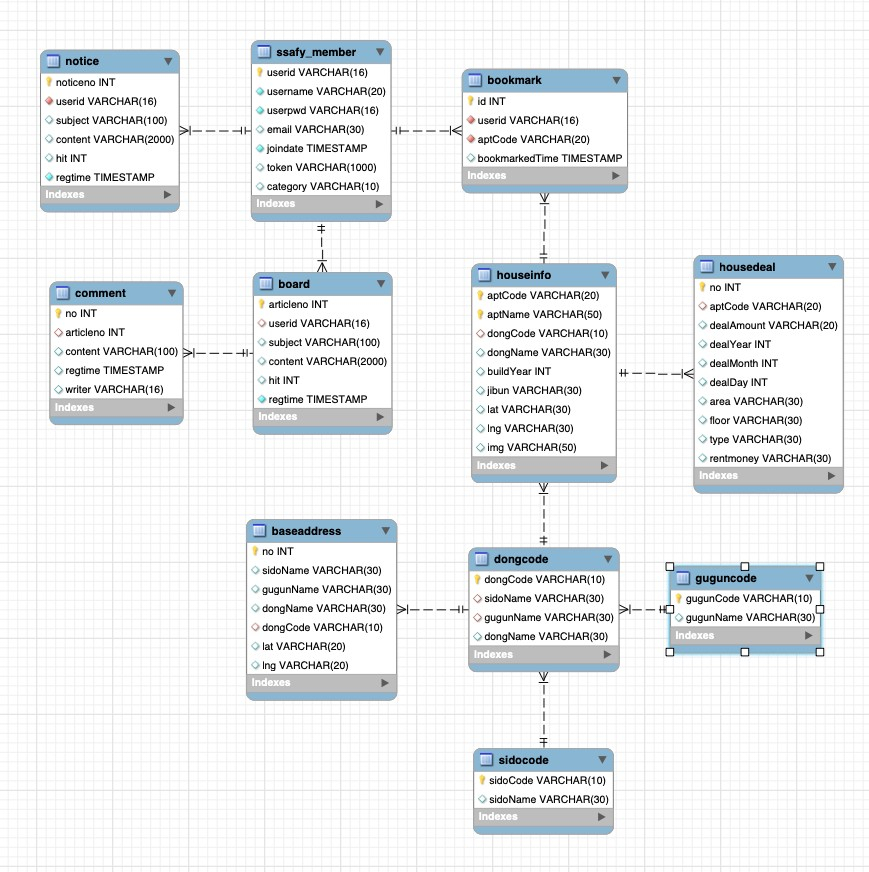 notice
noticeno INT
userid VARCHAR(16)
subject VARCHAR(100)
content VARCHAR(2000)
hit INT
regtime TIMESTAMP
Indexes
ssafy_member
userid VARCHAR(16)
username VARCHAR(20)
userpwd VARCHAR(16)
email VARCHAR(30)
joindate TIMESTAMP
token VARCHAR(1000)
category VARCHAR(10)
Indexes
bookmark
id INT
userid VARCHAR(16)
aptCode VARCHAR(20)
bookmarkedTime TIMESTAMP
Indexes
comment
no INT
articleno INT
content VARCHAR(100)
regtime TIMESTAMP
writer VARCHAR(16)
Indexes
board
articleno INT
userid VARCHAR(16)
subject VARCHAR(100)
content VARCHAR(2000)
hit INT
regtime TIMESTAMP
Indexes
houseinfo
aptCode VARCHAR(20)
aptName VARCHAR(50)
dongCode VARCHAR(10)
dongName VARCHAR(30)
buildYear INT
jibun VARCHAR(30)
lat VARCHAR(30)
lng VARCHAR(30)
img VARCHAR(50)
Indexes
housedeal
no INT
aptCode VARCHAR(20)
dealAmount VARCHAR(20)
dealYear INT
dealMonth INT
dealDay INT
area VARCHAR(30)
floor VARCHAR(30)
type VARCHAR(30)
rentmoney VARCHAR(30)
Indexes
baseaddress
no INT
sidoName VARCHAR(30)
gugunName VARCHAR(30)
dongName VARCHAR(30)
dongCode VARCHAR(10)
lat VARCHAR(20)
lng VARCHAR(20)
Indexes
dongcode
dongCode VARCHAR(10)
sidoName VARCHAR(30)
gugunName VARCHAR(30)
dongName VARCHAR(30)
Indexes
guguncode
gugunCode VARCHAR(10)
gugunName VARCHAR(30)
Indexes
sidocode
sidoCode VARCHAR(10)
sidoName VARCHAR(30)
Indexes